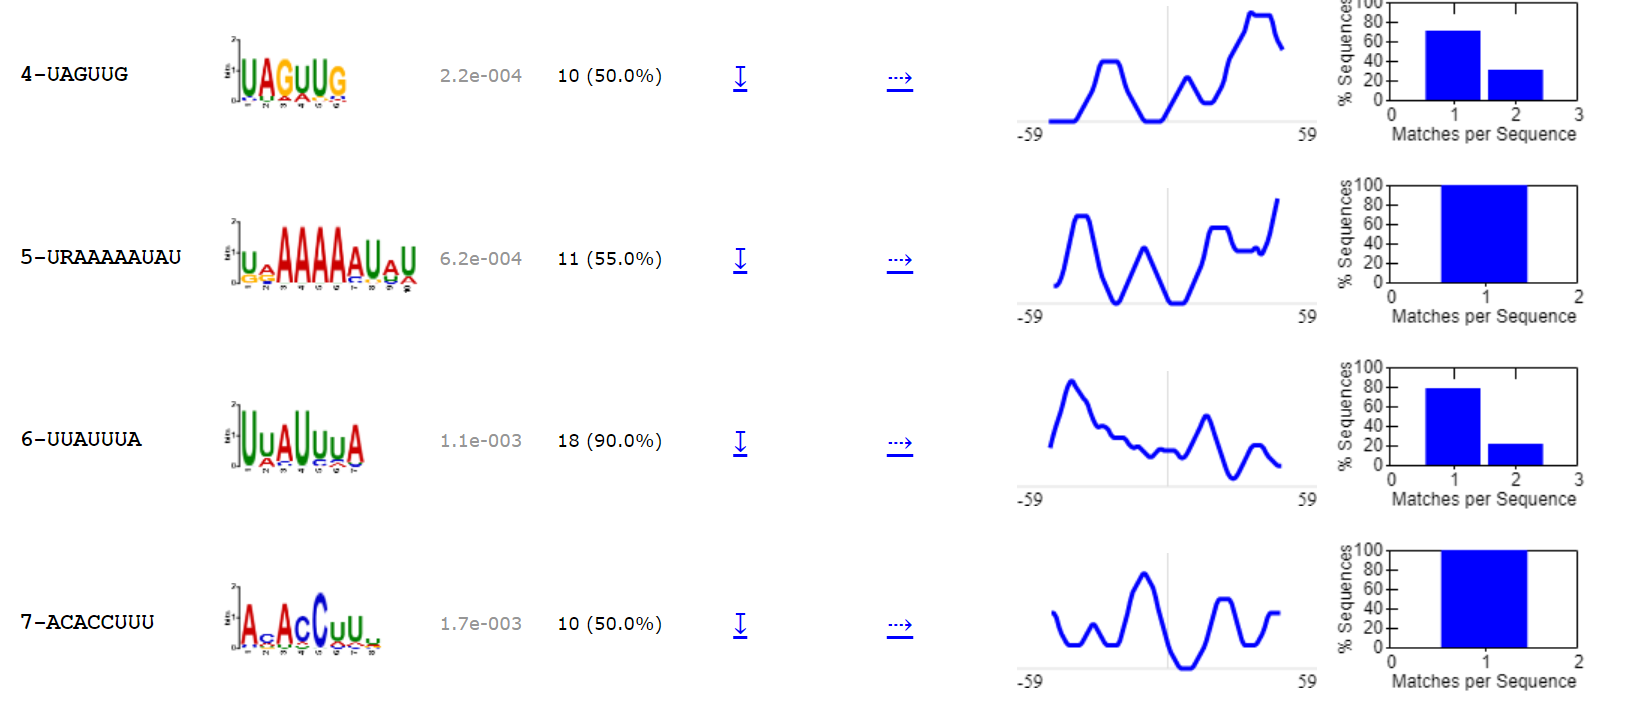 4-UAGUUG
2.2e-004
10 (50.0%)
-59
59
% Sequences
100
80
60
40
20
0
0 1 2 3
Matches per Sequence
5-URAAAAAUAU
6.2e-004
11 (55.0%)
-59
59
% Sequences
100
80
60
40
20
0
0 1 2
Matches per Sequence
6-UUAUUUA
1.1e-003
18 (90.0%)
-59
59
% Sequences
100
80
60
40
20
0
0 1 2 3
Matches per Sequence
7-ACACCUUU
1.7e-003
10 (50.0%)
-59
59
% Sequences
100
80
60
40
20
0
0 1 2
Matches per Sequence